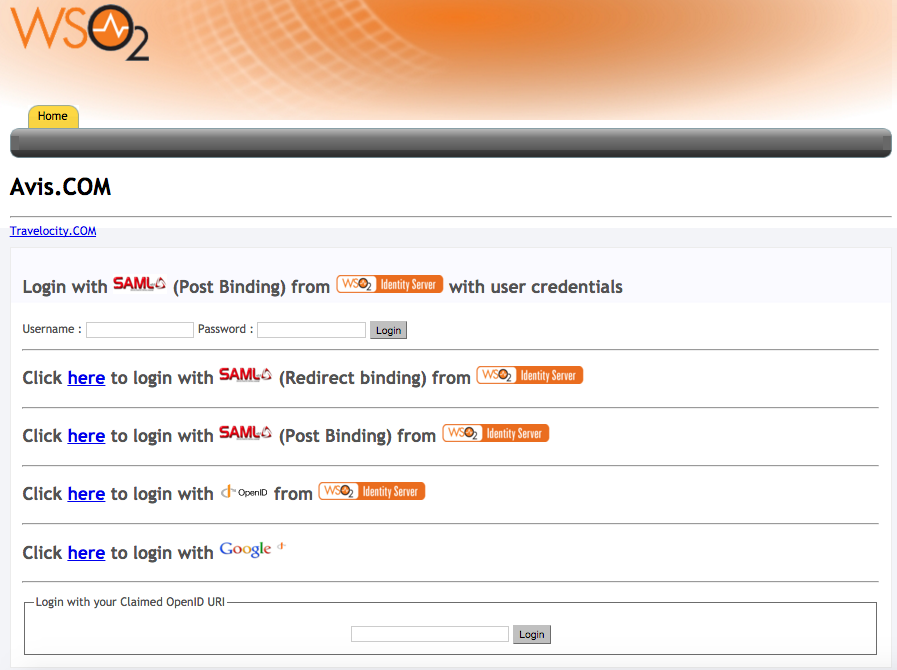 WSO2
Home
Avis.COM
Travelocity.COM
Login with SAML (Post Binding) from WSO2 Identity Server with user credentials
Username : Password : Login
Click here to login with SAML (Redirect binding) from WSO2 Identity Server
Click here to login with SAML (Post Binding) from WSO2 Identity Server
Click here to login with OpenID from WSO2 Identity Server
Click here to login with Google
Login with your Claimed OpenID URI
Login